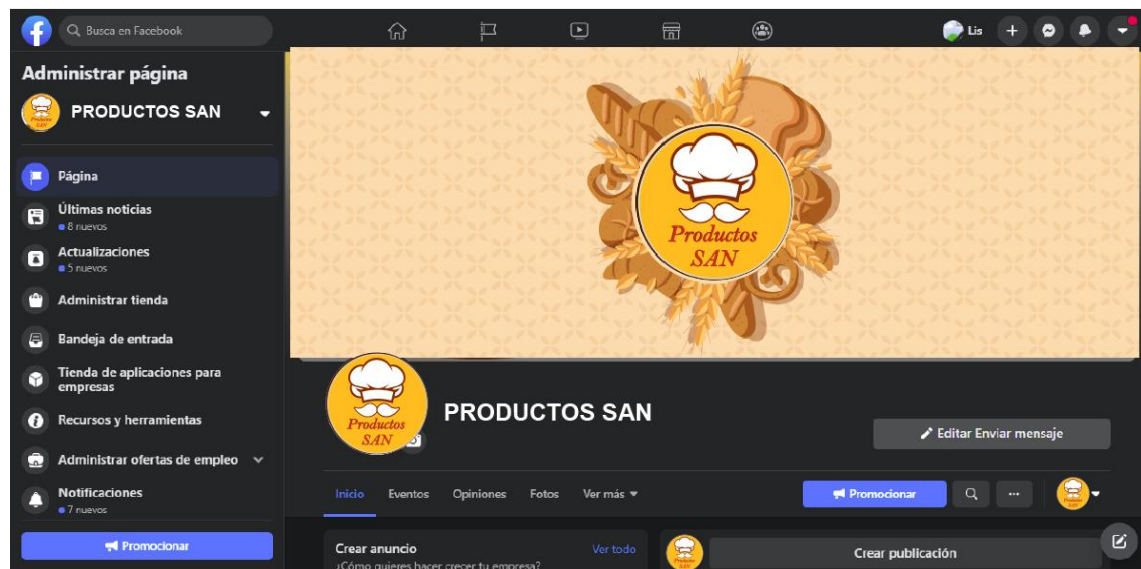 Busca en Facebook
Lis
Administrar página
PRODUCTOS SAN
Página
Últimas noticias
8 nuevos
Actualizaciones
5 nuevos
Administrar tienda
Bandeja de entrada
Tienda de aplicaciones para
empresas
Recursos y herramientas
Administrar ofertas de empleo
Notificaciones
7 nuevos
Promocionar
Productos
SAN
Productos
SAN
PRODUCTOS SAN
Editar Enviar mensaje
Inicio Eventos Opiniones Fotos Ver más
Promocionar
Crear anuncio Ver todo
¿Cómo quieres hacer crecer tu empresa?
Crear publicación